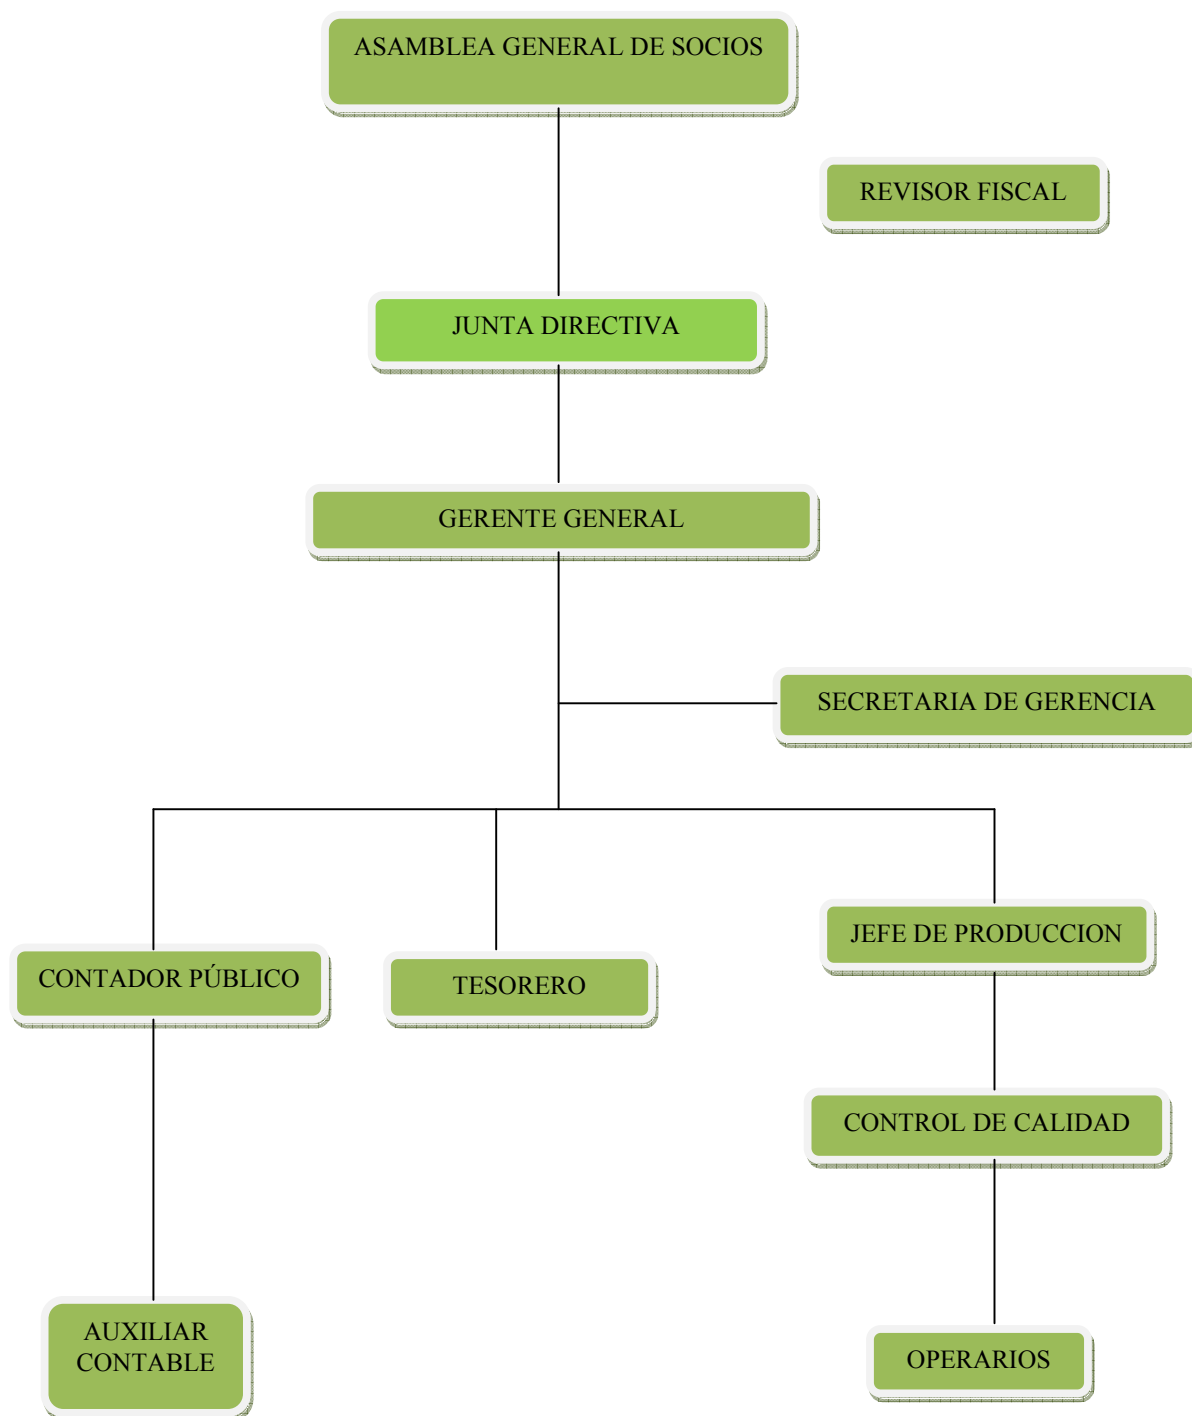 ASAMBLEA GENERAL DE SOCIOS
REVISOR FISCAL
JUNTA DIRECTIVA
GERENTE GENERAL
SECRETARIA DE GERENCIA
JEFE DE PRODUCCION
CONTADOR PÚBLICO
TESORERO
CONTROL DE CALIDAD
AUXILIAR
CONTABLE
OPERARIOS